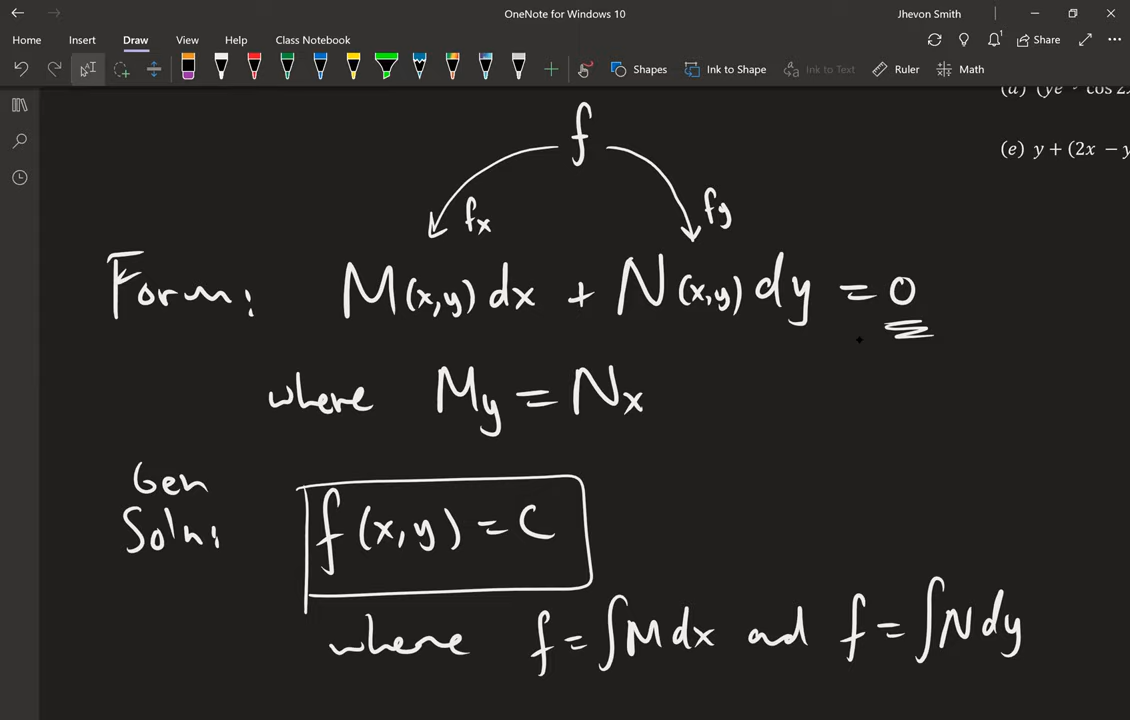 OneNote for Windows 10
Jhevon Smith
Home Insert Draw View Help Class Notebook
Share
Shapes Ink to Shape Ink to Text Ruler Math
f
fx fy
(e) y + (2x − y
Form: M(x,y) dx + N(x,y) dy = 0
where My = Nx
Gen
Soln: f(x,y) = C
where f = ∫M dx and f = ∫N dy